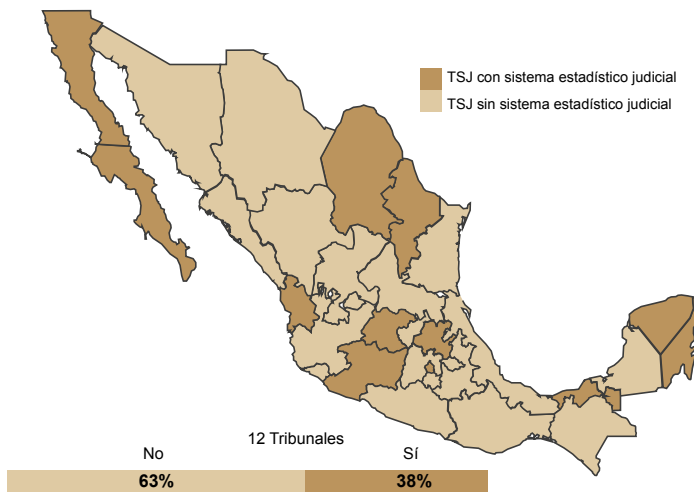 TSJ con sistema estadístico judicial
TSJ sin sistema estadístico judicial
12 Tribunales
No Sí
63% 38%